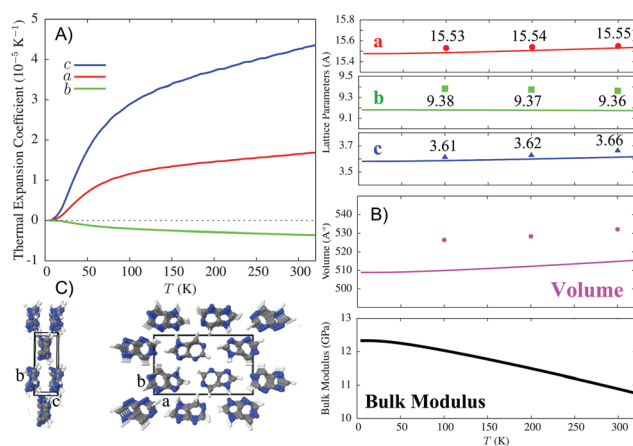 A)
Thermal Expansion Coefficient (10⁻⁵ K⁻¹)
c
a
b
5
4
3
2
1
0
-1
0 50 100 150 200 250 300
T (K)
C)
b
c
b
a
Lattice Parameters (A)
15.8
15.6
15.4
a
15.53 15.54 15.55
9.5
9.3
9.1
b
9.38 9.37 9.36
3.7
3.5
c
3.61 3.62 3.66
B)
Volume (A°)
540
530
520
510
500
Volume
Bulk Modulus (GPa)
13
12
11
10
Bulk Modulus
0 50 100 150 200 250 300
T (K)